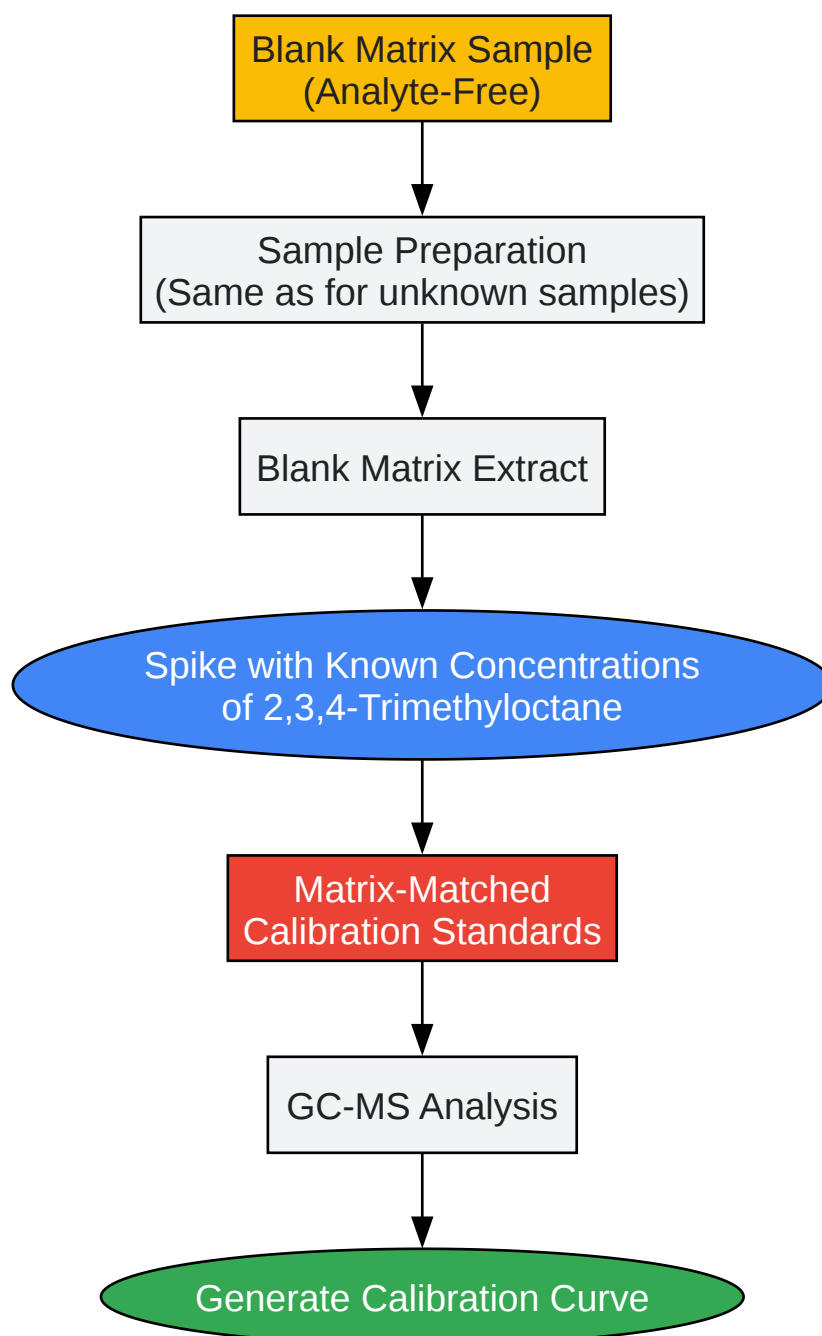 Blank Matrix Sample
(Analyte-Free)
Sample Preparation
(Same as for unknown samples)
Blank Matrix Extract
Spike with Known Concentrations
of 2,3,4-Trimethyloctane
Matrix-Matched
Calibration Standards
GC-MS Analysis
Generate Calibration Curve